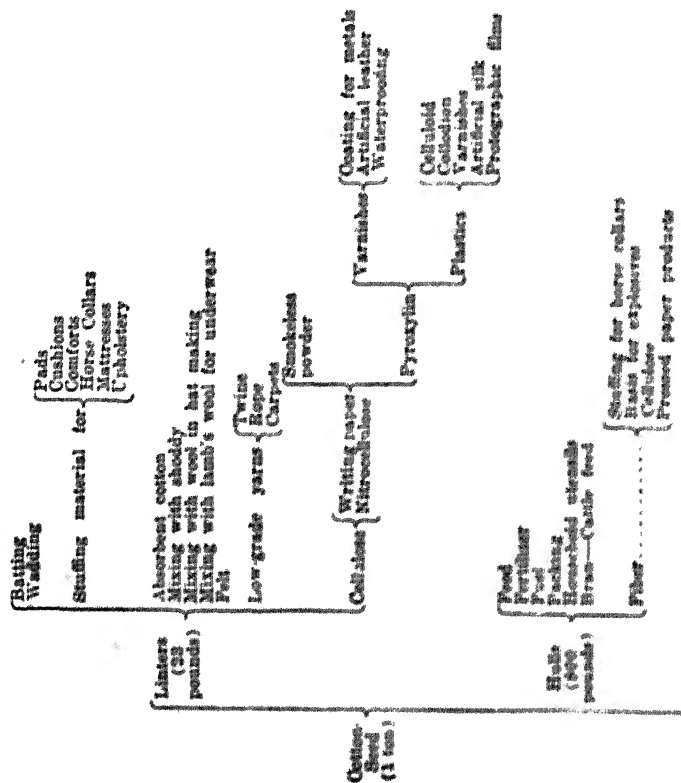 Cotton
Seed
(1 ton)
Linters
(23
pounds)
Batting
Wadding
Stuffing material for
Pads
Cushions
Comforts
Horse Collars
Mattresses
Upholstery
Absorbent cotton
Mixing with shoddy
Mixing with wool in hat making
Mixing with lamb's wool for underwear
Felt
Low-grade yarns
Twine
Rope
Carpets
Cellulose
Writing paper
Nitrocellulose
Smokeless
powder
Pyroxylin
Varnishes
Coating for metals
Artificial leather
Waterproofing
Plastics
Celluloid
Collodion
Varnishes
Artificial silk
Photographic films
Hulls
pounds)
Feed
Fertilizer
Fuel
Packing
Household utensils
Bran—Cattle feed
Fiber
Stuffing for horse collars
Basis for explosives
Cellulose
Pressed paper products